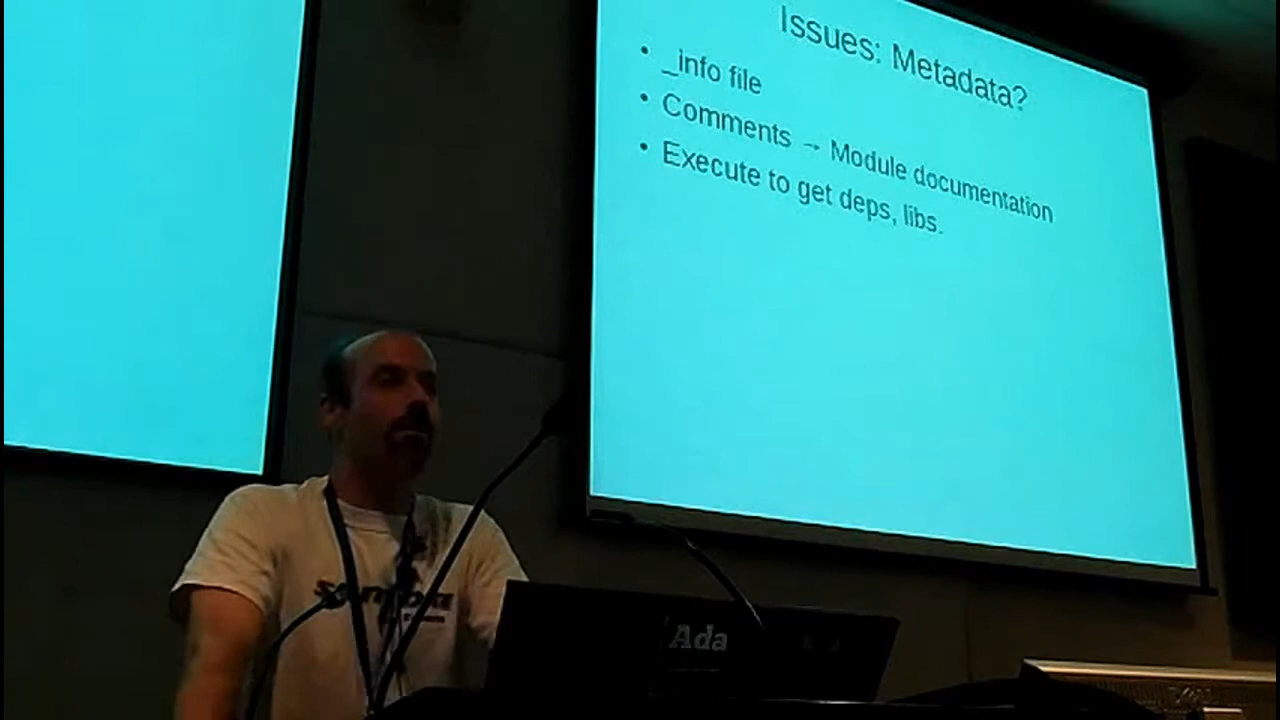 Issues: Metadata?
• _info file
• Comments → Module documentation
• Execute to get deps, libs.
Ada